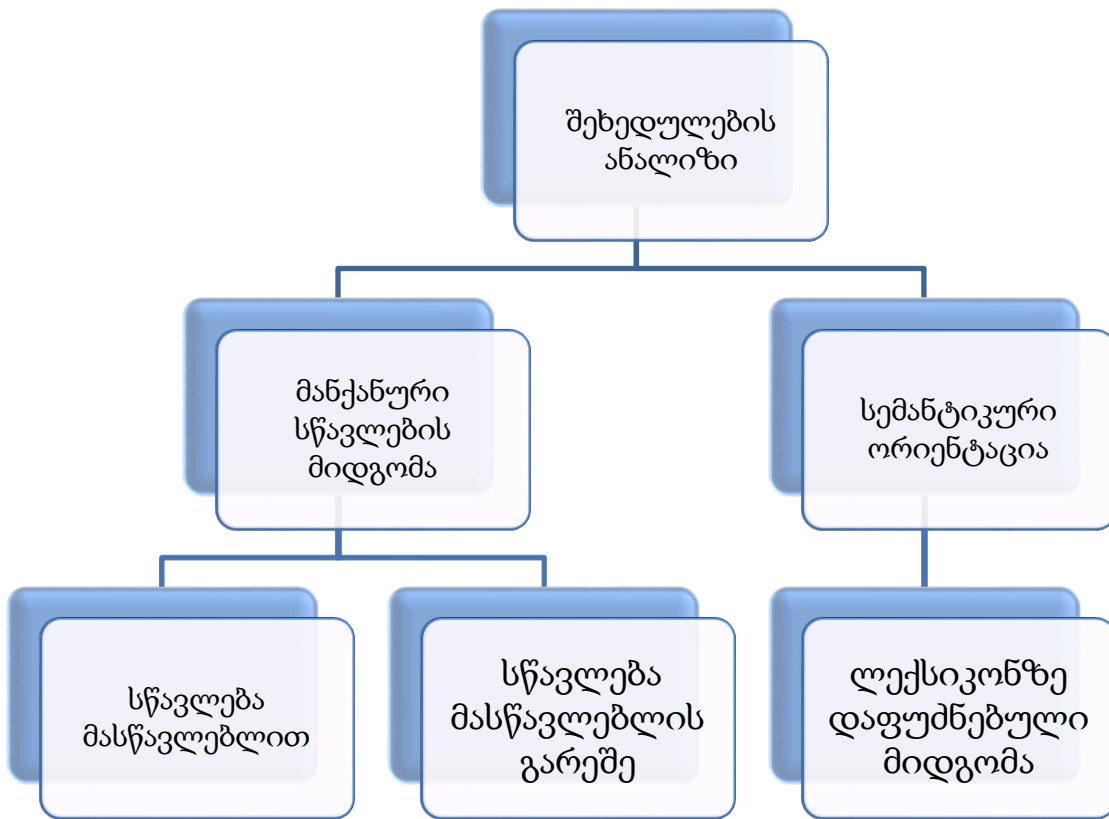 შეხედულების
ანალიზი
მანქანური
სწავლების
მიდგომა
სემანტიკური
ორიენტაცია
სწავლება
მასწავლებლით
სწავლება
მასწავლებლის
გარეშე
ლექსიკონზე
დაფუძნებული
მიდგომა